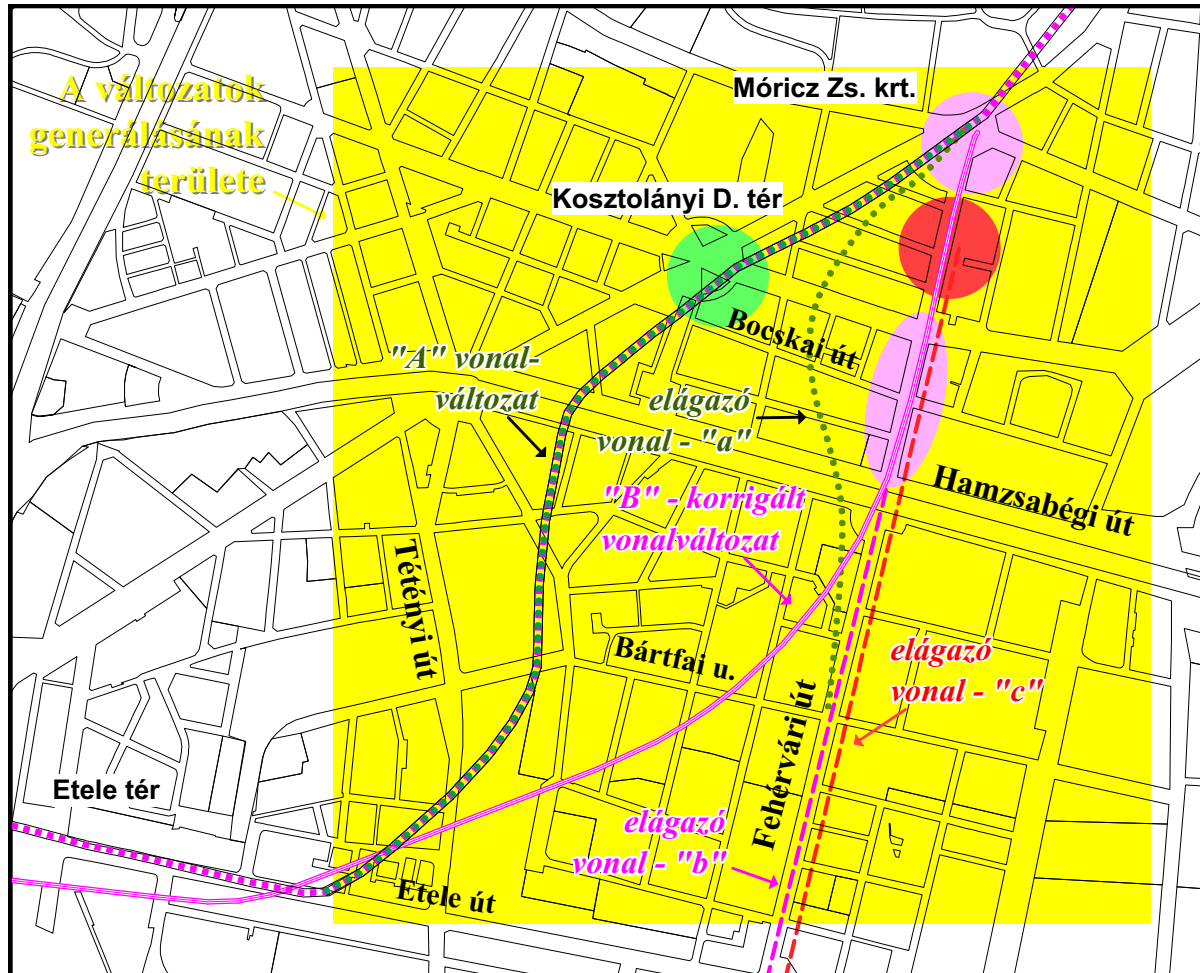 A változatok
generálásának
területe
Móricz Zs. krt.
Kosztolányi D. tér
Bocskai út
"A" vonal-
változat
elágazó
vonal - "a"
Hamzsabégi út
"B" - korrigált
vonalváltozat
Tétényi út
Bártfai u.
elágazó
vonal - "c"
Fehérvári út
Etele tér
elágazó
vonal - "b"
Etele út